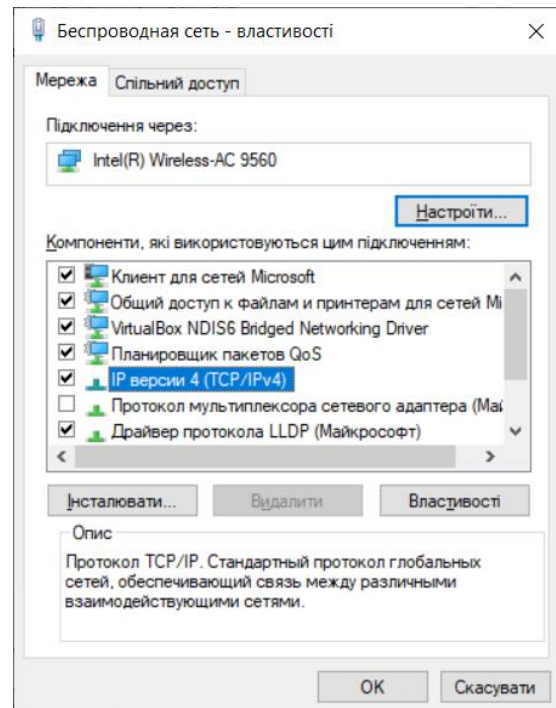 Беспроводная сеть - властивості
Мережа Спільний доступ
Підключення через:
Intel(R) Wireless-AC 9560
Настроїти...
Компоненти, які використовуються цим підключенням:
Клиент для сетей Microsoft
Общий доступ к файлам и принтерам для сетей Mi
VirtualBox NDIS6 Bridged Networking Driver
Планировщик пакетов QoS
IP версии 4 (TCP/IPv4)
Протокол мультиплексора сетевого адаптера (Май
Драйвер протокола LLDP (Майкрософт)
Інсталювати... Видалити Властивості
Опис
Протокол TCP/IP. Стандартный протокол глобальных
сетей, обеспечивающий связь между различными
взаимодействующими сетями.
OK Скасувати